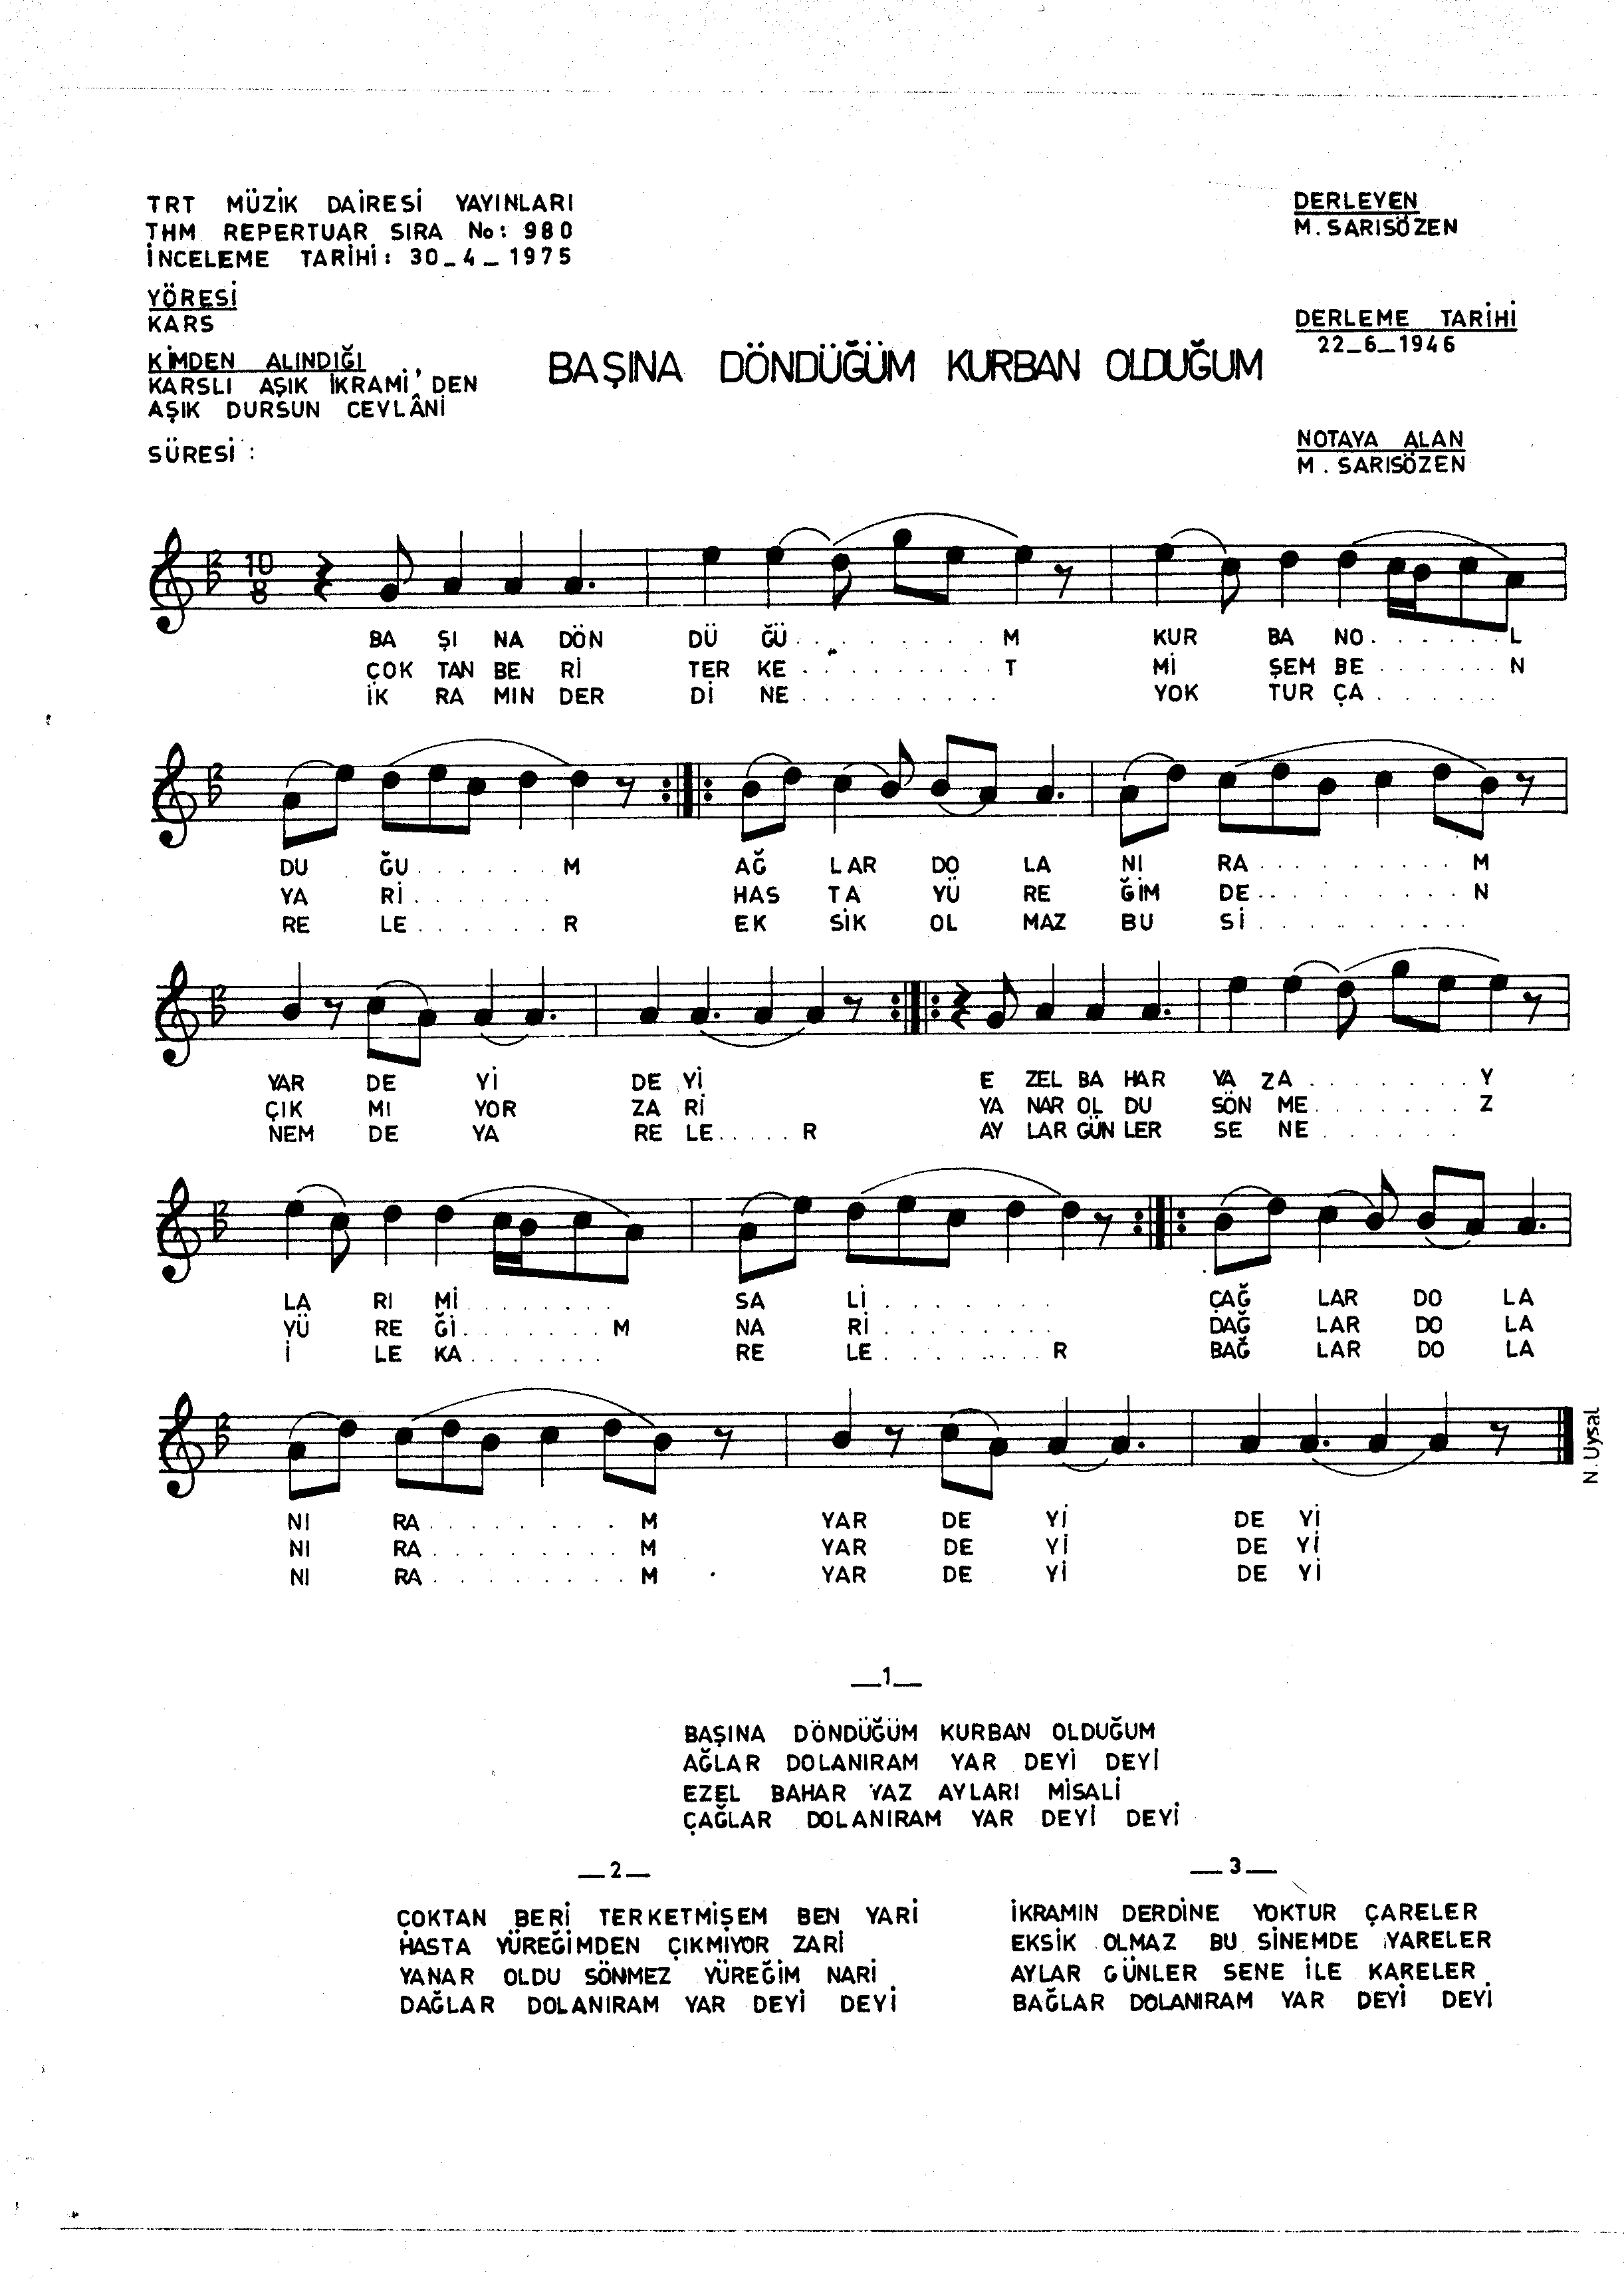 TRT MÜZİK DAİRESİ YAYINLARI
THM REPERTUAR SIRA No: 980
İNCELEME TARİHİ: 30_4_1975
YÖRESİ
KARS
KİMDEN ALINDIĞI
KARSLI AŞIK İKRAMİ'DEN
AŞIK DURSUN CEVLÂNİ
SÜRESİ :
BAŞINA DÖNDÜĞÜM KURBAN OLDUĞUM
DERLEYEN
M.SARISÖZEN
DERLEME TARİHİ
22_6_1946
NOTAYA ALAN
M. SARISÖZEN
10
8
BA ŞI NA DÖN DÜ ĞÜ........M KUR BA NO......L
ÇOK TAN BE Rİ TER KE........T Mİ ŞEM BE.......N
İK RA MIN DER Dİ NE......... YOK TUR ÇA......
DU ĞU......M AĞ LAR DO LA NI RA.........M
YA Rİ....... HAS TA YÜ RE ĞİM DE.........N
RE LE......R EK SİK OL MAZ BU Sİ........
YAR DE Yİ DE Yİ E ZEL BA HAR YA ZA.......Y
ÇIK MI YOR ZA Rİ YA NAR OL DU SÖN ME.......Z
NEM DE YA RE LE.....R AY LAR GÜN LER SE NE.......
LA RI Mİ....... SA Lİ....... ÇAĞ LAR DO LA
YÜ RE Ğİ.......M NA Rİ....... DAĞ LAR DO LA
İ LE KA....... RE LE.......R BAĞ LAR DO LA
NI RA........M YAR DE Yİ DE Yİ
NI RA........M YAR DE Yİ DE Yİ
NI RA........M YAR DE Yİ DE Yİ
N.Uysal
_1_
BAŞINA DÖNDÜĞÜM KURBAN OLDUĞUM
AĞLAR DOLANIRAM YAR DEYİ DEYİ
EZEL BAHAR YAZ AYLARI MİSALİ
ÇAĞLAR DOLANIRAM YAR DEYİ DEYİ
_2_
ÇOKTAN BERİ TERKETMİŞEM BEN YARİ
HASTA YÜREĞİMDEN ÇIKMIYOR ZARİ
YANAR OLDU SÖNMEZ YÜREĞİM NARİ
DAĞLAR DOLANIRAM YAR DEYİ DEYİ
_3_
İKRAMIN DERDİNE YOKTUR ÇARELER
EKSİK OLMAZ BU SİNEMDE YARELER
AYLAR GÜNLER SENE İLE KARELER
BAĞLAR DOLANIRAM YAR DEYİ DEYİ